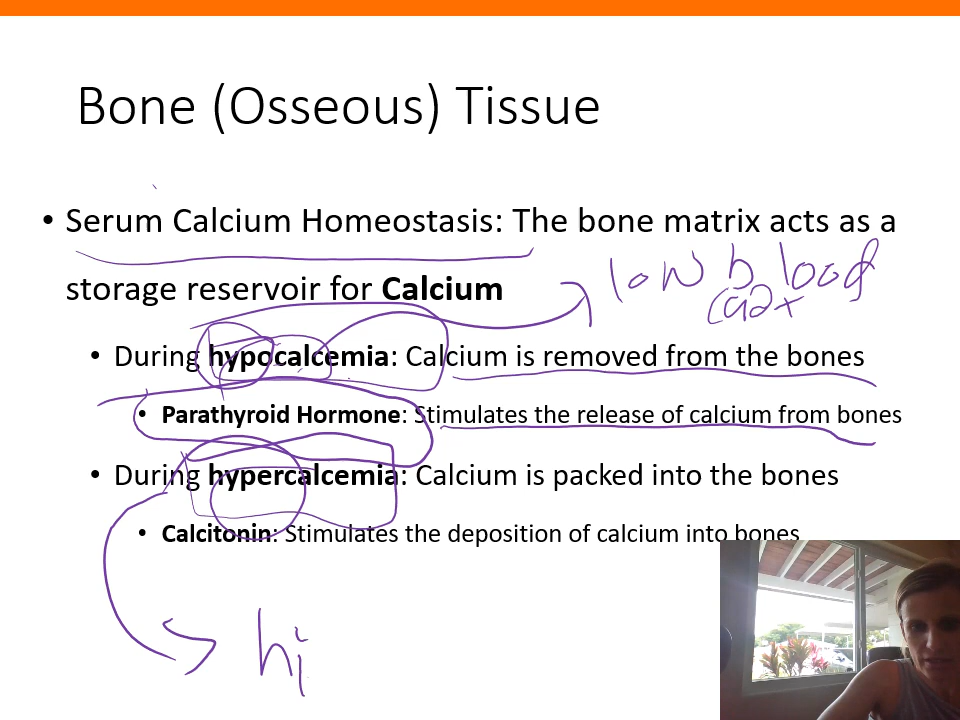 Bone (Osseous) Tissue
• Serum Calcium Homeostasis: The bone matrix acts as a
storage reservoir for Calcium
low blood
Ca2+
• During hypocalcemia: Calcium is removed from the bones
• Parathyroid Hormone: Stimulates the release of calcium from bones
• During hypercalcemia: Calcium is packed into the bones
• Calcitonin: Stimulates the deposition of calcium into bones
hi